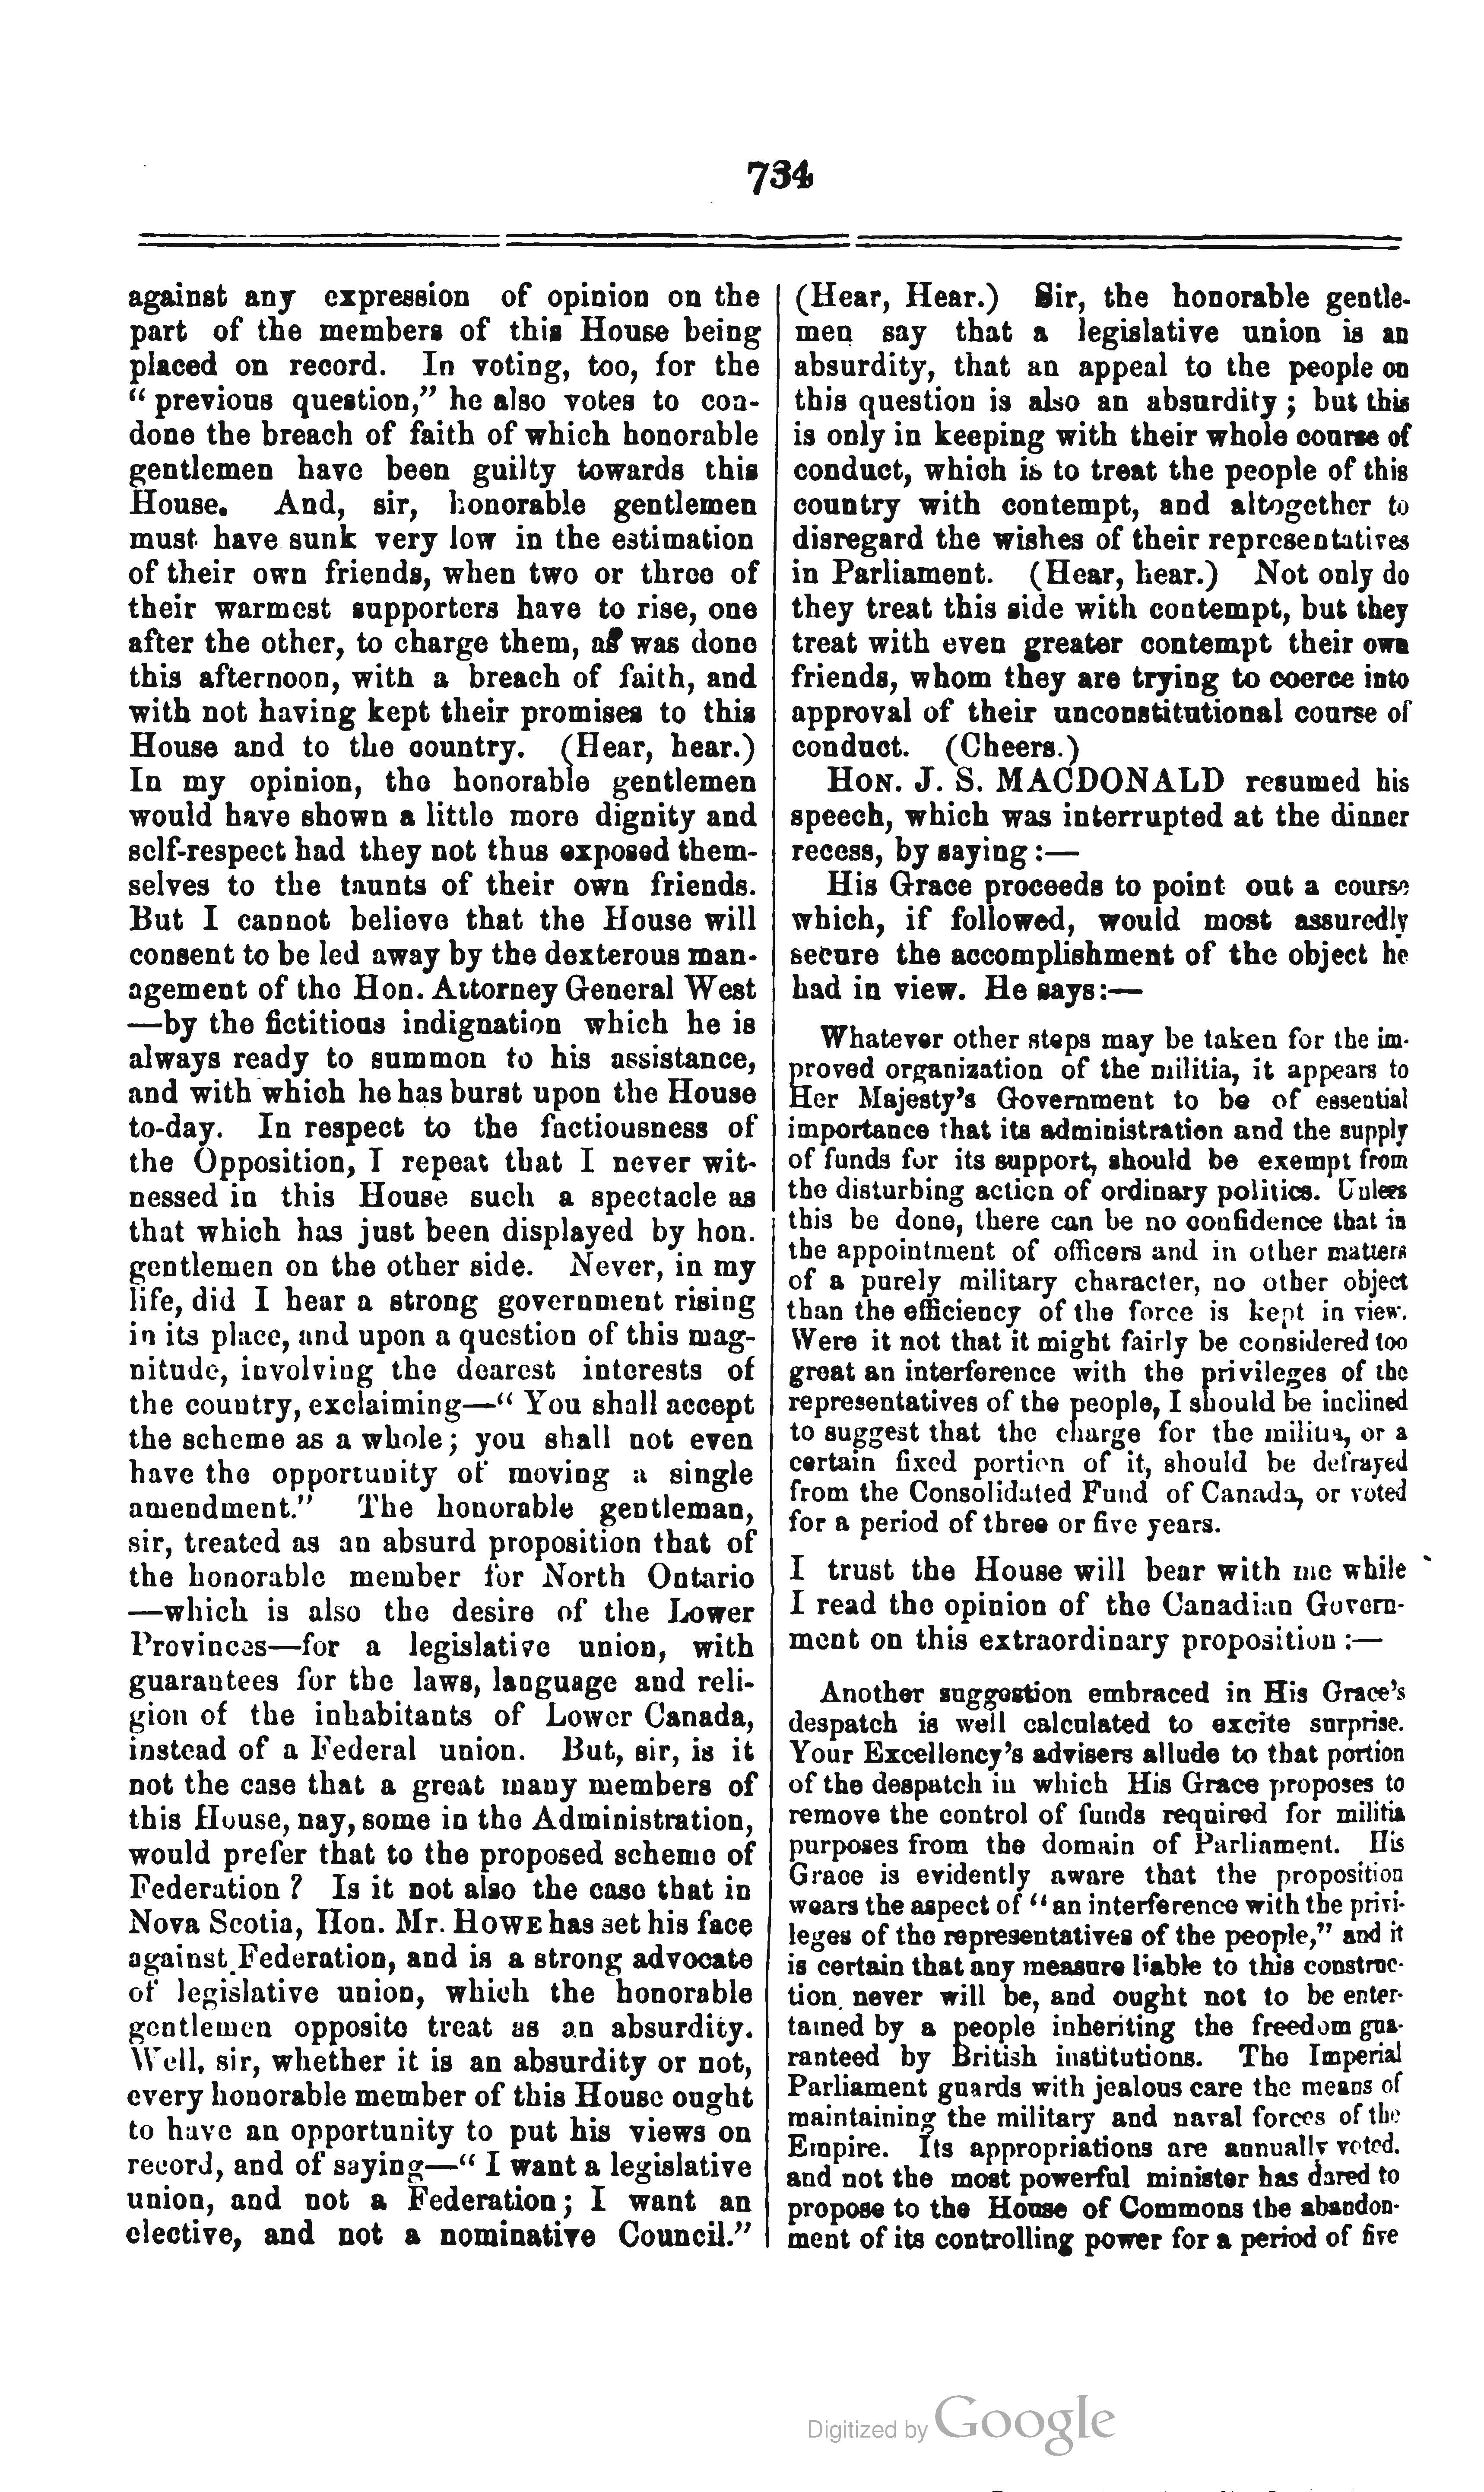 734
against any expression of opinion on the
part of the members of this House being
placed on record. In voting, too, for the
“ previous question,” he also votes to con-
done the breach of faith of which honorable
gentlemen have been guilty towards this
House. And, sir, honorable gentlemen
must have sunk very low in the estimation
of their own friends, when two or three of
their warmest supporters have to rise, one
after the other, to charge them, as was done
this afternoon, with a breach of faith, and
with not having kept their promises to this
House and to the country. (Hear, hear.)
In my opinion, the honorable gentlemen
would have shown a little more dignity and
self-respect had they not thus exposed them-
selves to the taunts of their own friends.
But I cannot believe that the House will
consent to be led away by the dexterous man-
agement of the Hon. Attorney General West
—by the fictitious indignation which he is
always ready to summon to his assistance,
and with which he has burst upon the House
to-day. In respect to the factiousness of
the Opposition, I repeat that I never wit-
nessed in this House such a spectacle as
that which has just been displayed by hon.
gentlemen on the other side. Never, in my
life, did I hear a strong government rising
in its place, and upon a question of this mag-
nitude, involving the dearest interests of
the country, exclaiming—“ You shall accept
the scheme as a whole; you shall not even
have the opportunity of moving a single
amendment.” The honorable gentleman,
sir, treated as an absurd proposition that of
the honorable member for North Ontario
—which is also the desire of the Lower
Provinces—for a legislative union, with
guarantees for the laws, language and reli-
gion of the inhabitants of Lower Canada,
instead of a Federal union. But, sir, is it
not the case that a great many members of
this House, nay, some in the Administration,
would prefer that to the proposed scheme of
Federation ? Is it not also the case that in
Nova Scotia, Hon. Mr. HOWE has set his face
against Federation, and is a strong advocate
of legislative union, which the honorable
gentlemen opposite treat as an absurdity.
Well, sir, whether it is an absurdity or not,
every honorable member of this House ought
to have an opportunity to put his views on
record, and of saying—“ I want a legislative
union, and not a Federation; I want an
elective, and not a nominative Council.”
(Hear, Hear.) Sir, the honorable gentle-
men say that a legislative union is an
absurdity, that an appeal to the people on
this question is also an absurdity ; but this
is only in keeping with their whole course of
conduct, which is to treat the people of this
country with contempt, and altogether to
disregard the wishes of their representatives
in Parliament. (Hear, hear.) Not only do
they treat this side with contempt, but they
treat with even greater contempt their own
friends, whom they are trying to coerce into
approval of their unconstitutional course of
conduct. (Cheers.)
HON. J. S. MACDONALD resumed his
speech, which was interrupted at the dinner
recess, by saying :—
His Grace proceeds to point out a course
which, if followed, would most assuredly
secure the accomplishment of the object he
had in view. He says:—
Whatever other steps may be taken for the im-
proved organization of the militia, it appears to
Her Majesty’s Government to be of essential
importance that its administration and the supply
of funds for its support, should be exempt from
the disturbing action of ordinary politics. Unless
this be done, there can be no confidence that in
the appointment of officers and in other matters
of a purely military character, no other object
than the efficiency of the force is kept in view.
Were it not that it might fairly be considered too
great an interference with the privileges of the
representatives of the people, I should be inclined
to suggest that the charge for the militia, or a
certain fixed portion of it, should be defrayed
from the Consolidated Fund of Canada, or voted
for a period of three or five years.
I trust the House will bear with me while
I read the opinion of the Canadian Govern-
ment on this extraordinary proposition :—
Another suggestion embraced in His Grace’s
despatch is well calculated to excite surprise.
Your Excellency’s advisers allude to that portion
of the despatch in which His Grace proposes to
remove the control of funds required for militia
purposes from the domain of Parliament. His
Grace is evidently aware that the proposition
wears the aspect of “ an interference with the privi-
leges of the representatives of the people,” and it
is certain that any measure liable to this construc-
tion never will be, and ought not to be enter-
tained by a people inheriting the freedom gua-
ranteed by British institutions. The Imperial
Parliament guards with jealous care the means of
maintaining the military and naval forces of the
Empire. Its appropriations are annually voted,
and not the most powerful minister has dared to
propose to the House of Commons the abandon-
ment of its controlling power for a period of five
Digitized by Google